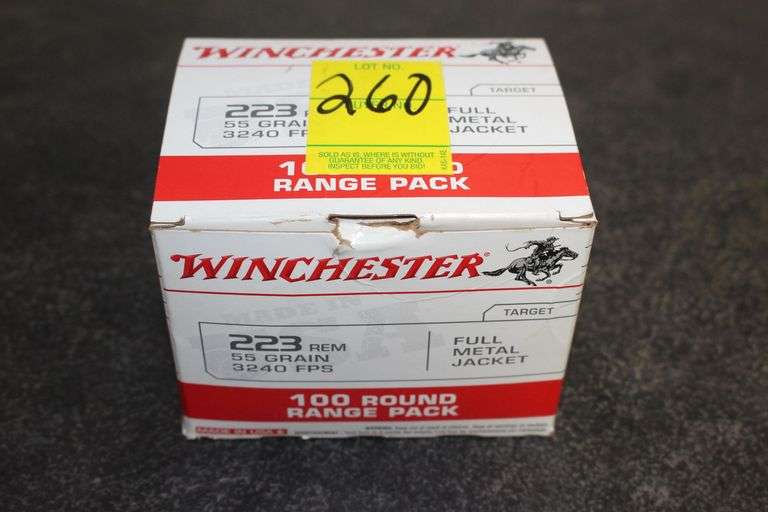 WINCHESTER
LOT NO.
260
TARGET
223
55 GRAIN
3240 FP
FULL
METAL
JACKET
SOLD AS IS, WHERE IS WITHOUT
GUARANTEE OF ANY KIND.
INSPECT BEFORE YOU BID!
RANGE PACK
WINCHESTER
TARGET
223 REM
55 GRAIN
3240 FPS
FULL
METAL
JACKET
100 ROUND
RANGE PACK
MADE IN USA